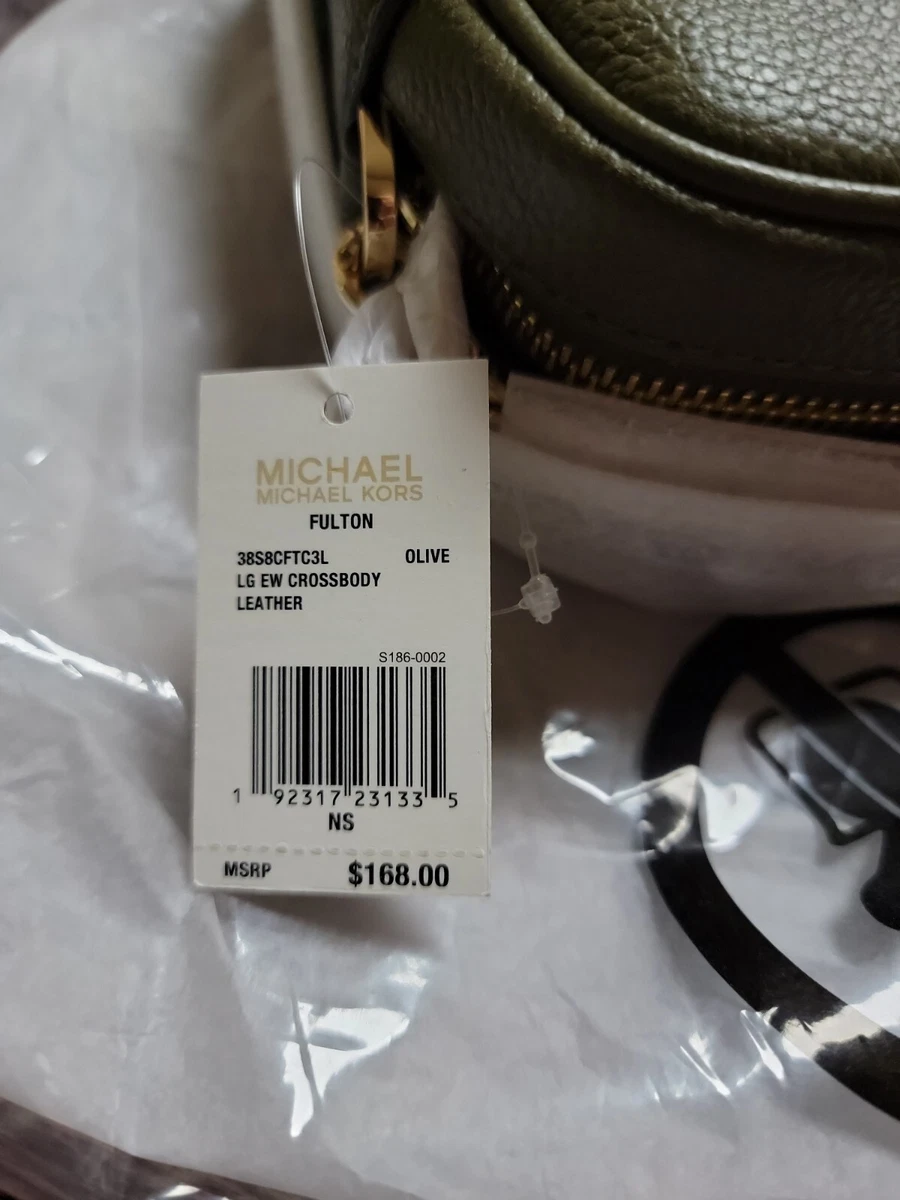 MICHAEL
MICHAEL KORS
FULTON
38S8CFTC3L OLIVE
LG EW CROSSBODY
LEATHER
S186-0002
1 92317 23133 5
NS
MSRP $168.00